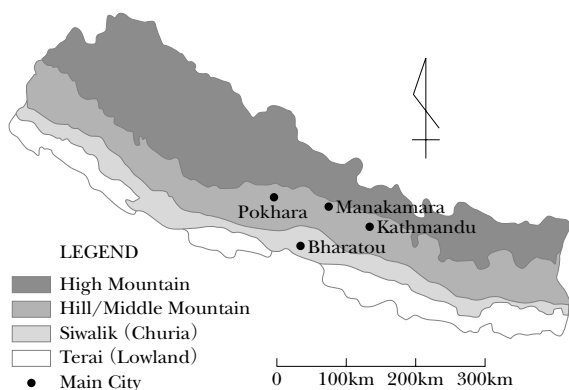 Pokhara
Manakamara
Kathmandu
Bharatou
LEGEND
High Mountain
Hill/Middle Mountain
Siwalik (Churia)
Terai (Lowland)
Main City
0 100km 200km 300km